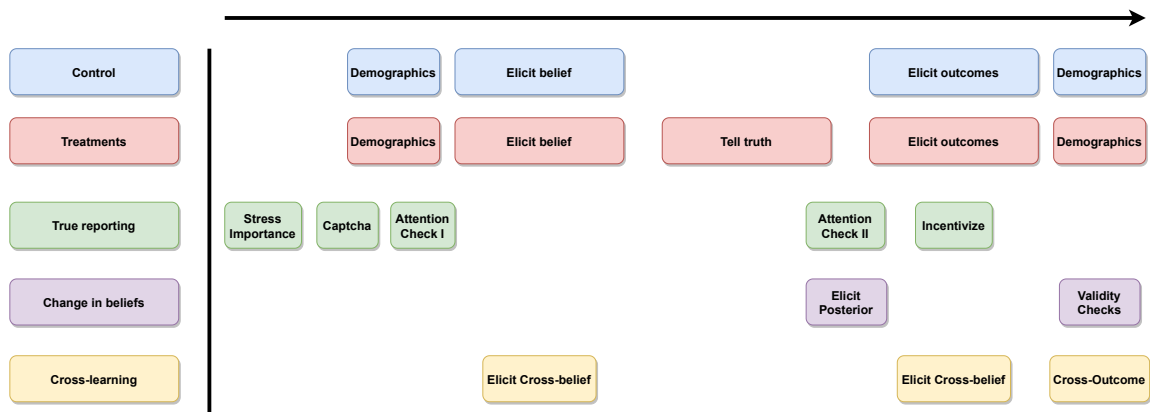 Control
Demographics
Elicit belief
Elicit outcomes
Demographics
Treatments
Demographics
Elicit belief
Tell truth
Elicit outcomes
Demographics
True reporting
Stress
Importance
Captcha
Attention
Check I
Attention
Check II
Incentivize
Change in beliefs
Elicit
Posterior
Validity
Checks
Cross-learning
Elicit Cross-belief
Elicit Cross-belief
Cross-Outcome